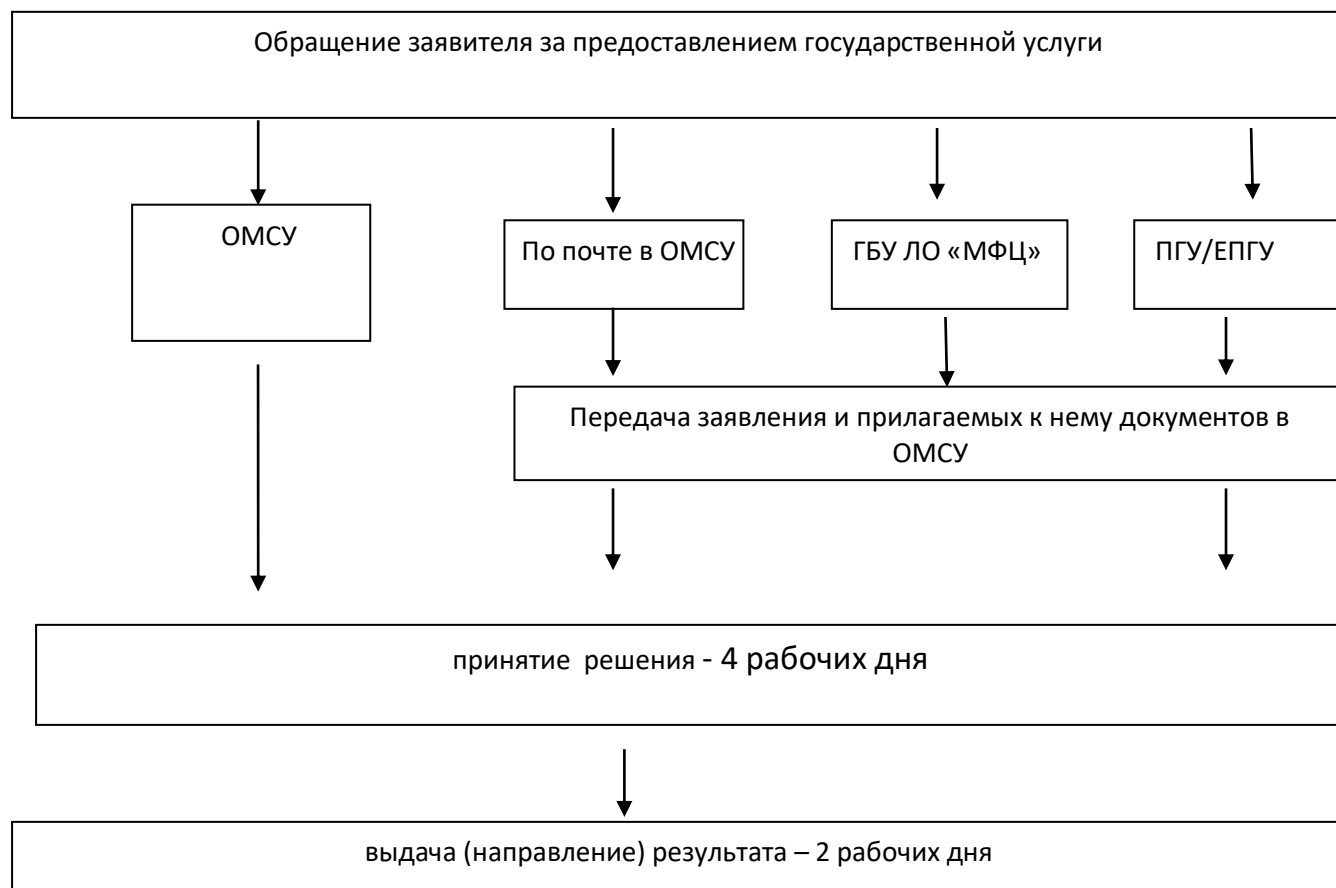 Обращение заявителя за предоставлением государственной услуги
ОМСУ
По почте в ОМСУ
ГБУ ЛО «МФЦ»
ПГУ/ЕПГУ
Передача заявления и прилагаемых к нему документов в
ОМСУ
принятие решения - 4 рабочих дня
выдача (направление) результата – 2 рабочих дня